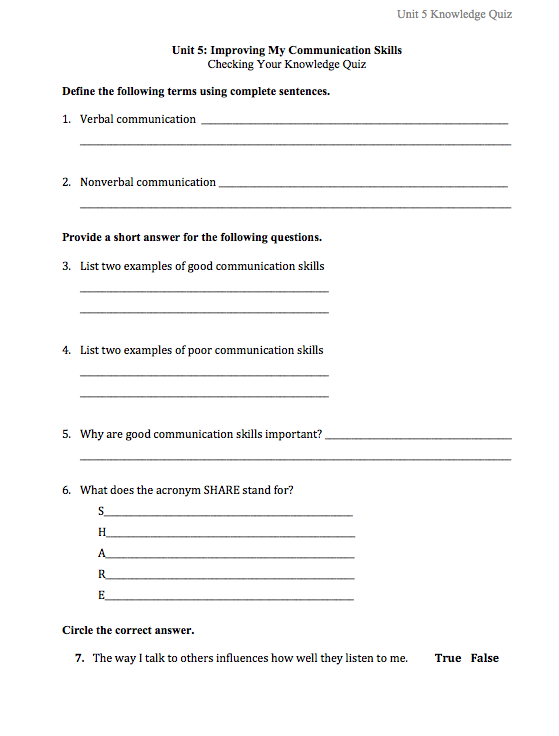 Unit 5 Knowledge Quiz
Unit 5: Improving My Communication Skills
Checking Your Knowledge Quiz
Define the following terms using complete sentences.
1. Verbal communication
2. Nonverbal communication
Provide a short answer for the following questions.
3. List two examples of good communication skills
4. List two examples of poor communication skills
5. Why are good communication skills important?
6. What does the acronym SHARE stand for?
S
H
A
R
E
Circle the correct answer.
7. The way I talk to others influences how well they listen to me. True False